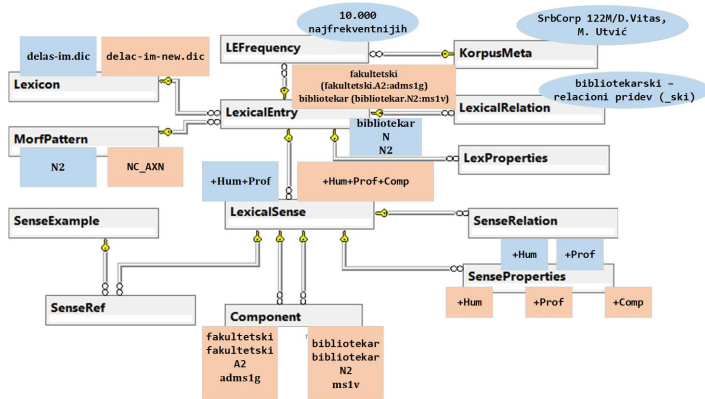 10.000
najfrekventnijih
SrbCorp 122M/D.Vitas,
M. Utvić
delas-im.dic
delac-im-new.dic
LEFrequency
KorpusMeta
Lexicon
fakultetski
(fakultetski.A2:adms1g)
bibliotekar (bibliotekar.N2:ms1v)
bibliotekarski –
relacioni pridev (_ski)
LexicalEntry
LexicalRelation
MorfPattern
bibliotekar
N
N2
N2
NC_AXN
LexProperties
+Hum+Prof
+Hum+Prof+Comp
SenseExample
LexicalSense
SenseRelation
+Hum
+Prof
SenseProperties
+Hum
+Prof
+Comp
SenseRef
Component
fakultetski
fakultetski
A2
adms1g
bibliotekar
bibliotekar
N2
ms1v